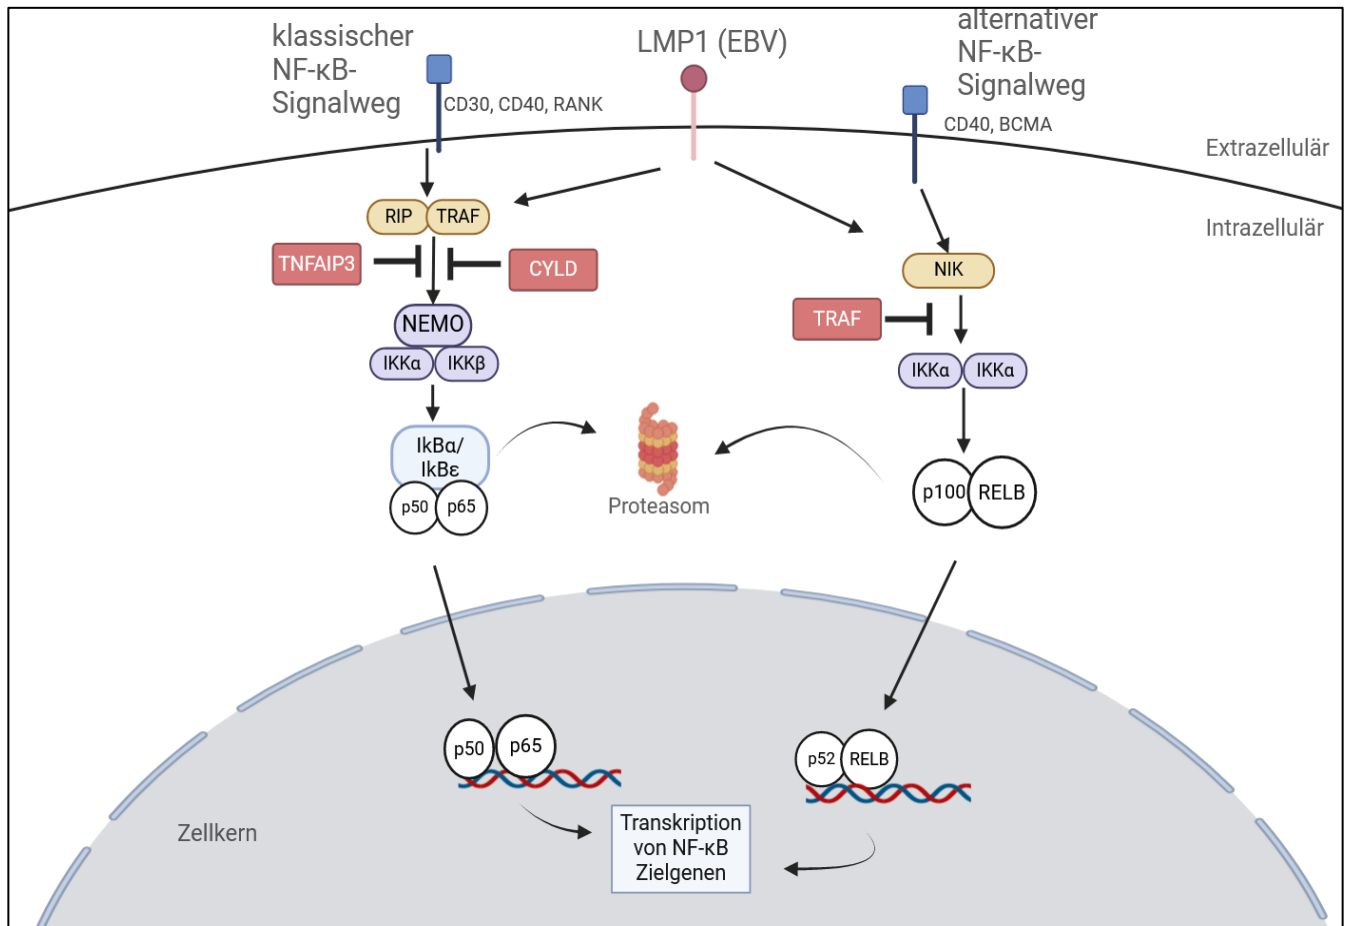 klassischer
NF-κB-
Signalweg
CD30, CD40, RANK
LMP1 (EBV)
alternativer
NF-κB-
Signalweg
CD40, BCMA
Extrazellulär
Intrazellulär
RIP
TRAF
TNFAIP3
CYLD
NEMO
IKKα
IKKβ
IkBα/
IkBε
p50
p65
NIK
TRAF
IKKα
IKKα
p100
RELB
Proteasom
p50
p65
p52
RELB
Zellkern
Transkription
von NF-κB
Zielgenen